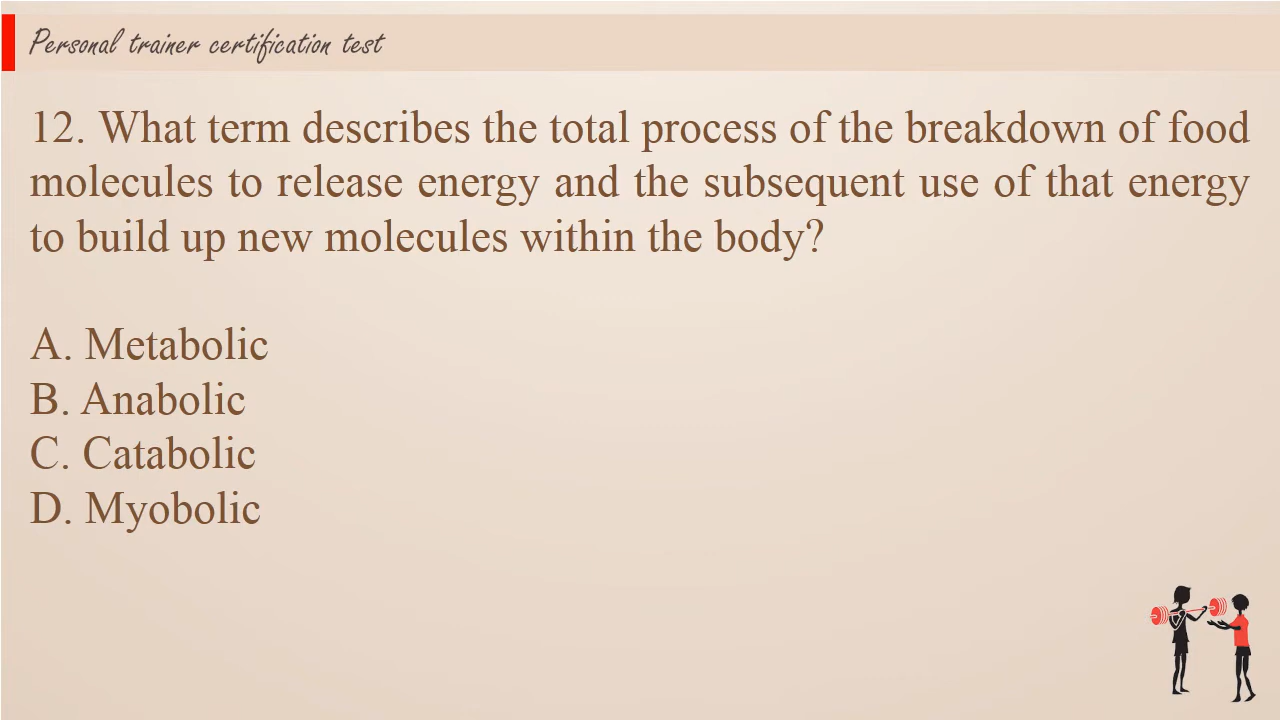 Personal trainer certification test
12. What term describes the total process of the breakdown of food
molecules to release energy and the subsequent use of that energy
to build up new molecules within the body?
A. Metabolic
B. Anabolic
C. Catabolic
D. Myobolic